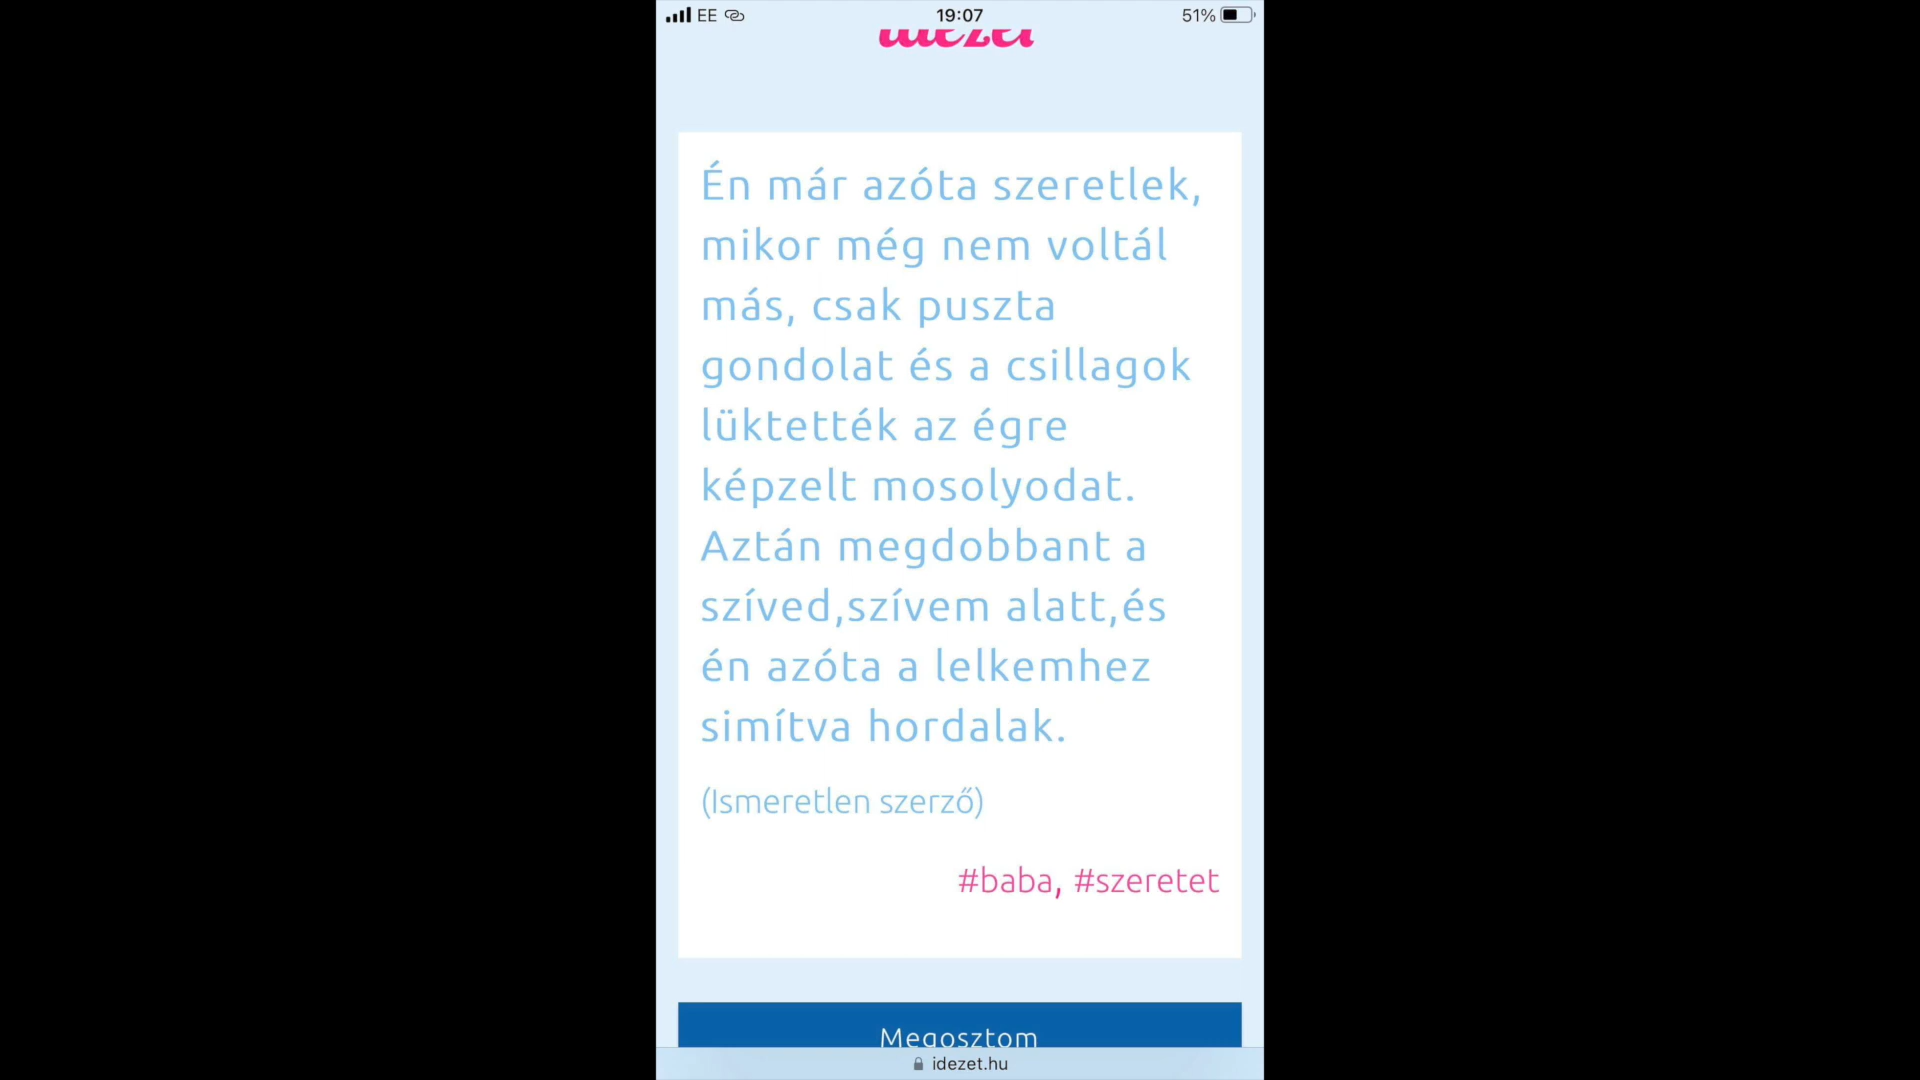 EE
19:07
51%
idezet
Én már azóta szeretlek,
mikor még nem voltál
más, csak puszta
gondolat és a csillagok
lüktették az égre
képzelt mosolyodat.
Aztán megdobbant a
szíved,szívem alatt,és
én azóta a lelkemhez
simítva hordalak.
(Ismeretlen szerző)
#baba, #szeretet
Megosztom
idezet.hu